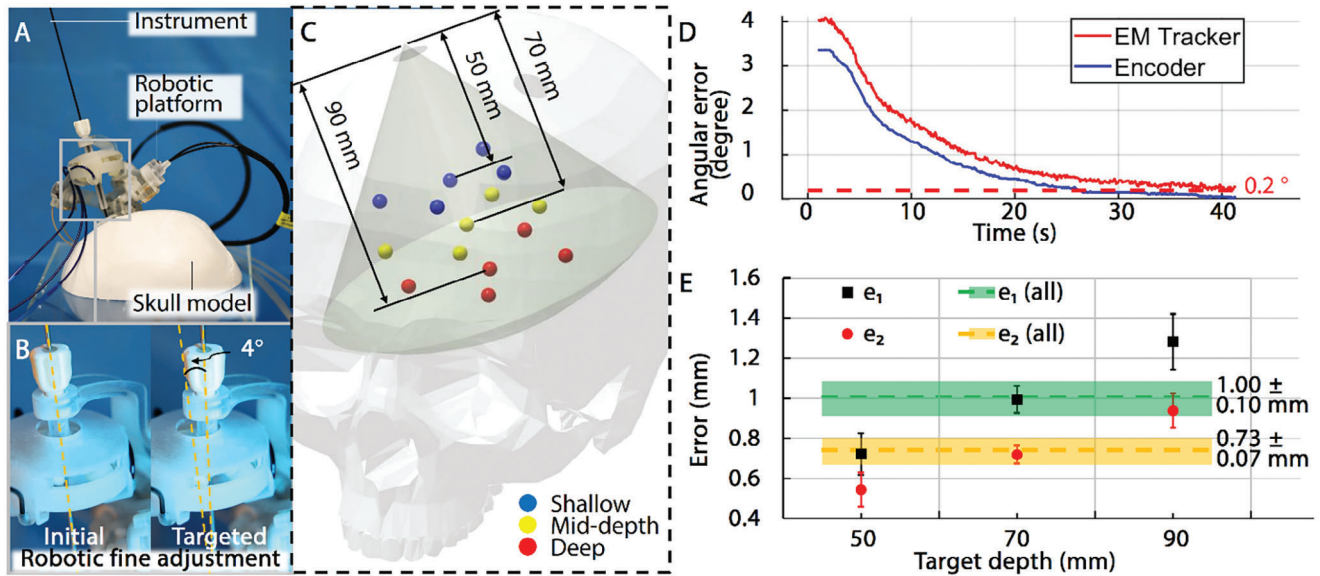 A
Instrument
Robotic
platform
Skull model
B
4°
Initial
Targeted
Robotic fine adjustment
C
90 mm
50 mm
70 mm
Shallow
Mid-depth
Deep
D
Angular error
(degree)
4
3
2
1
0
EM Tracker
Encoder
0.2 °
0 10 20 30 40 50
Time (s)
E
Error (mm)
1.6
1.4
1.2
1
0.8
0.6
0.4
e₁ e₁ (all)
e₂ e₂ (all)
1.00 ±
0.10 mm
0.73 ±
0.07 mm
50 70 90
Target depth (mm)